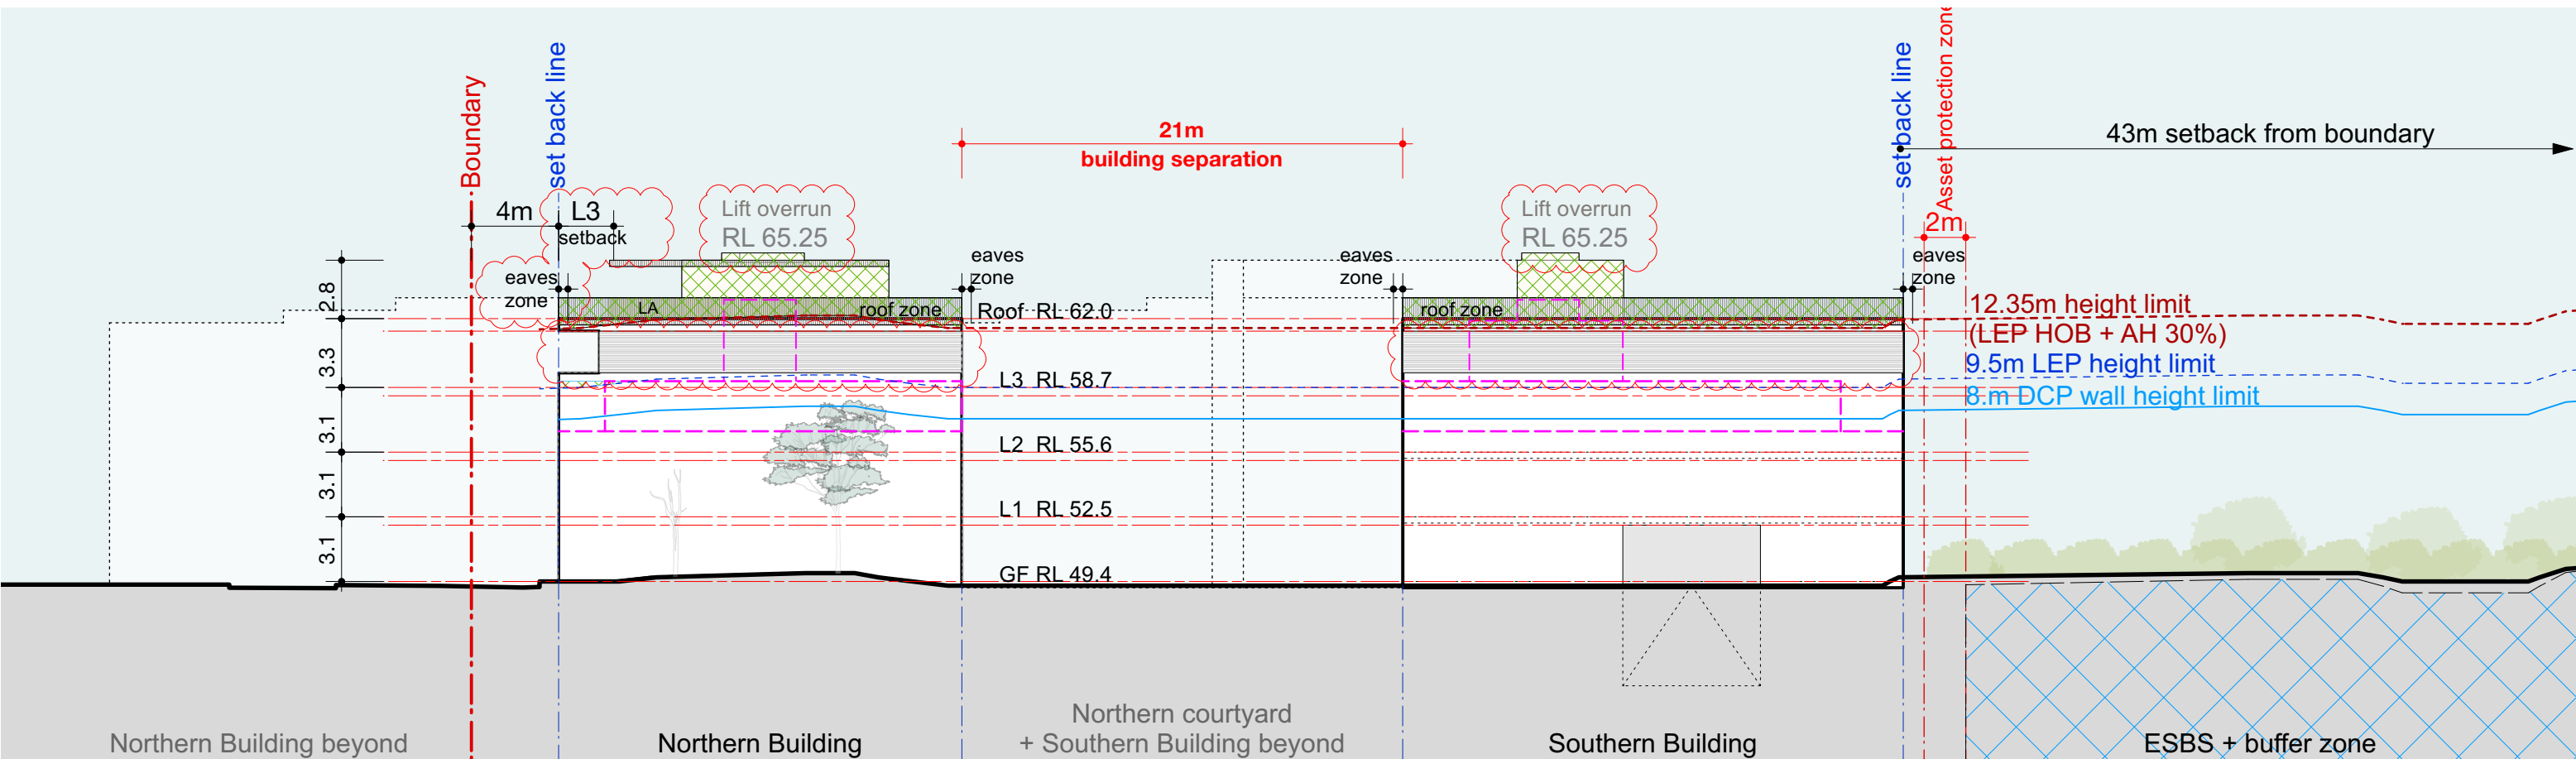 Boundary
set back line
21m
building separation
set back line
Asset protection zone
43m setback from boundary
4m
L3
setback
Lift overrun
RL 65.25
Lift overrun
RL 65.25
2m
eaves
zone
eaves
zone
eaves
zone
eaves
zone
2.8
LA
roof zone
Roof RL 62.0
roof zone
12.35m height limit
(LEP HOB + AH 30%)
3.3
9.5m LEP height limit
L3 RL 58.7
8.m DCP wall height limit
3.1
L2 RL 55.6
3.1
L1 RL 52.5
3.1
GF RL 49.4
Northern Building beyond
Northern Building
Northern courtyard
+ Southern Building beyond
Southern Building
ESBS + buffer zone